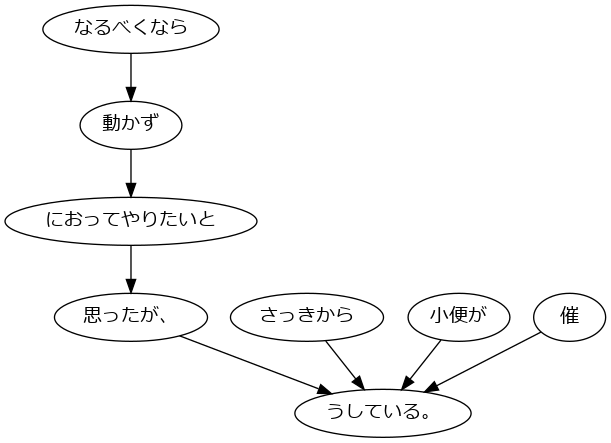 なるべくなら
動かず
におってやりたいと
思ったが、
さっきから
小便が
催
うしている。